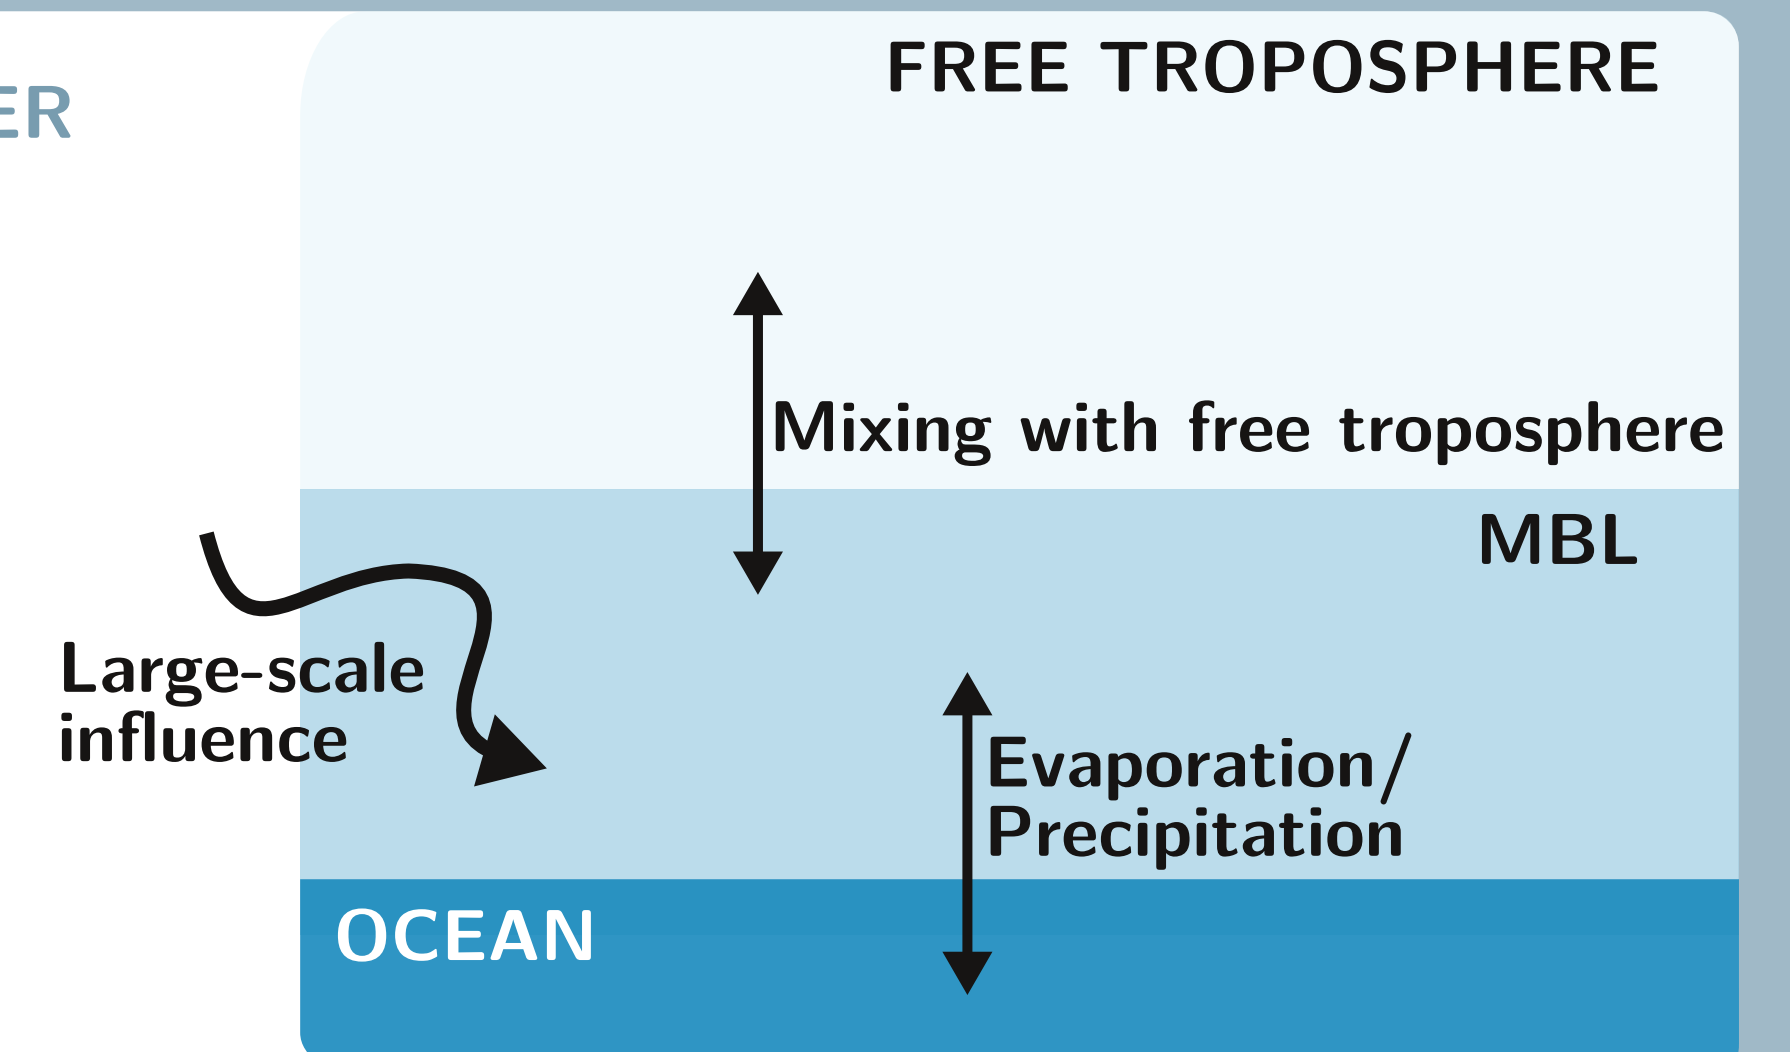 FREE TROPOSPHERE
ER
Mixing with free troposphere
MBL
Large-scale
influence
Evaporation/
Precipitation
OCEAN